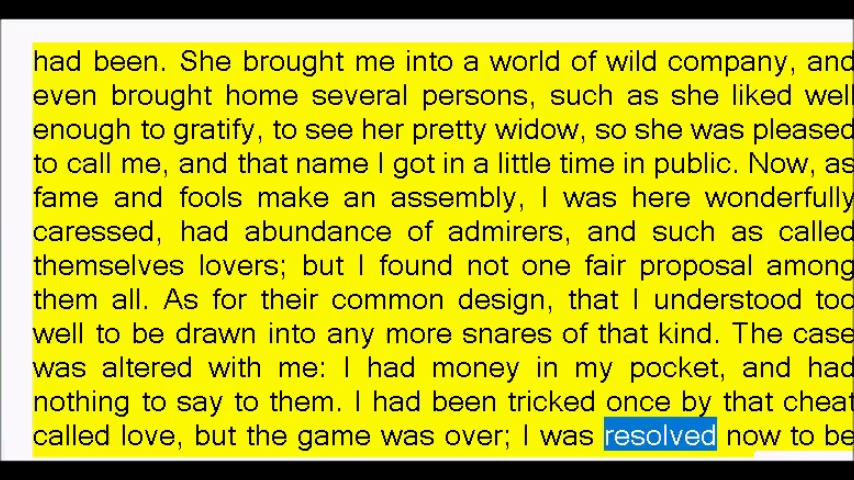 had been. She brought me into a world of wild company, and
even brought home several persons, such as she liked well
enough to gratify, to see her pretty widow, so she was pleased
to call me, and that name I got in a little time in public. Now, as
fame and fools make an assembly, I was here wonderfully
caressed, had abundance of admirers, and such as called
themselves lovers; but I found not one fair proposal among
them all. As for their common design, that I understood too
well to be drawn into any more snares of that kind. The case
was altered with me: I had money in my pocket, and had
nothing to say to them. I had been tricked once by that cheat
called love, but the game was over; I was resolved now to be